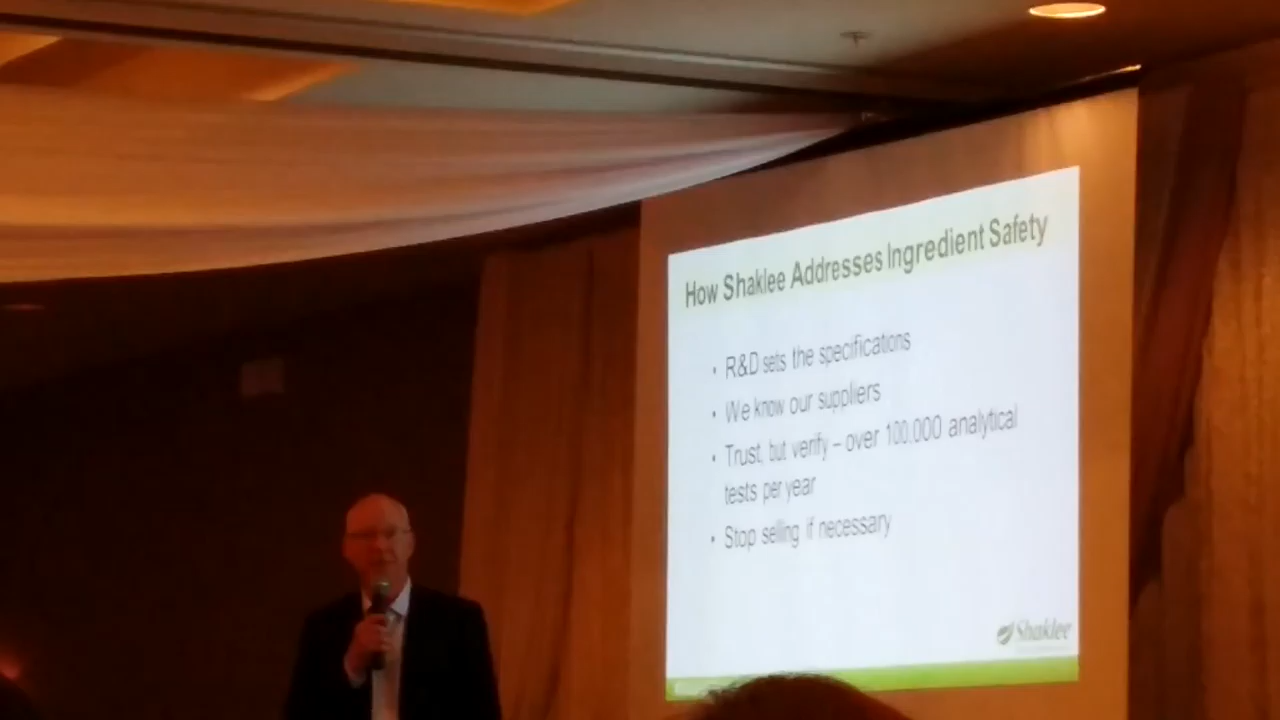 How Shaklee Addresses Ingredient Safety
• R&D sets the specifications
• We know our suppliers
• Trust, but verify – over 100,000 analytical
tests per year
• Stop selling if necessary
Shaklee